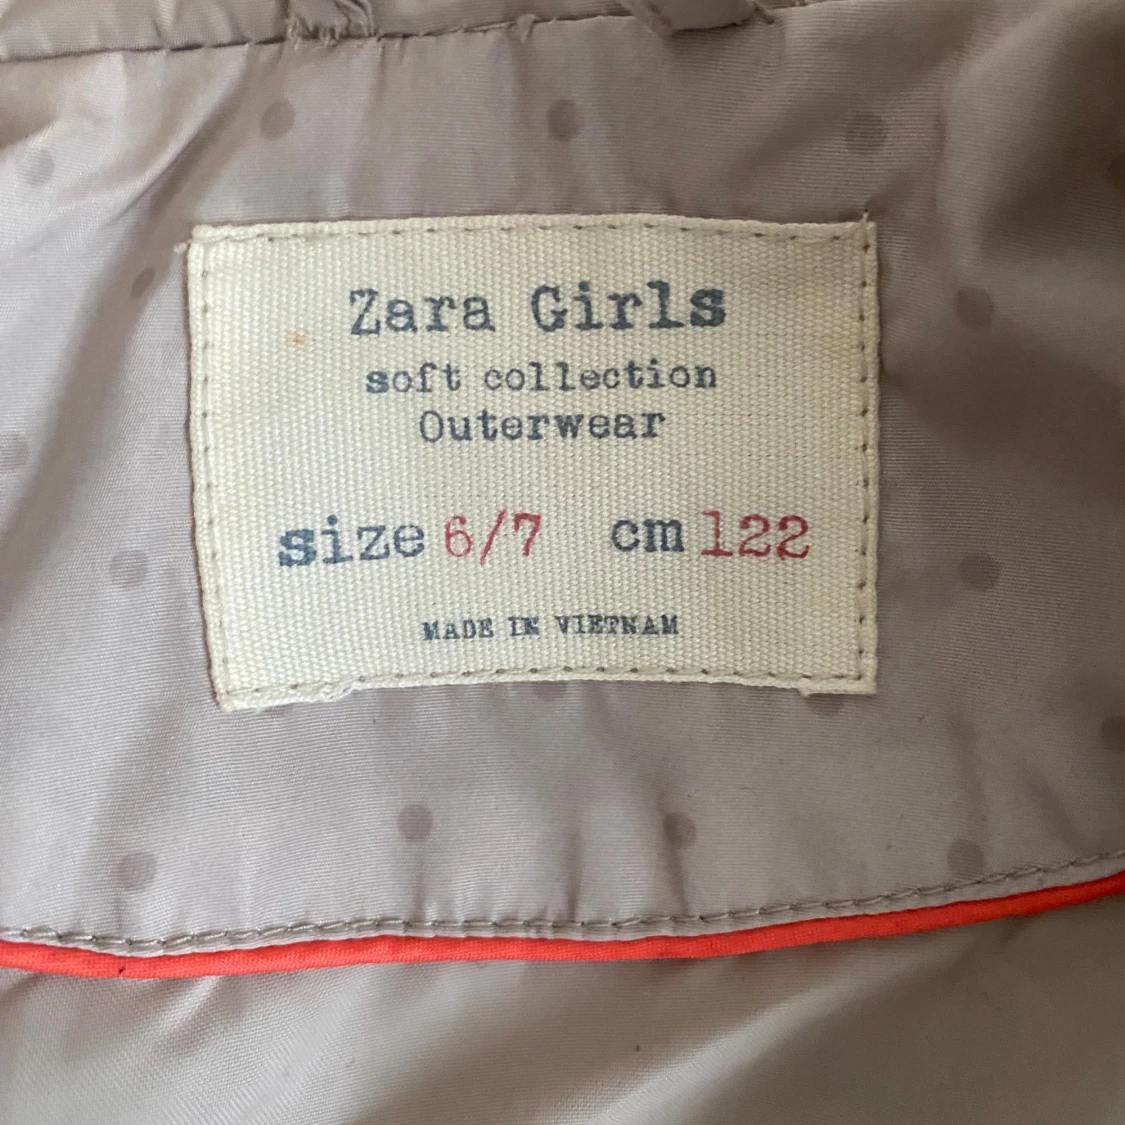 Zara Girls
soft collection
Outerwear
size 6/7 cm 122
MADE IN VIETNAM